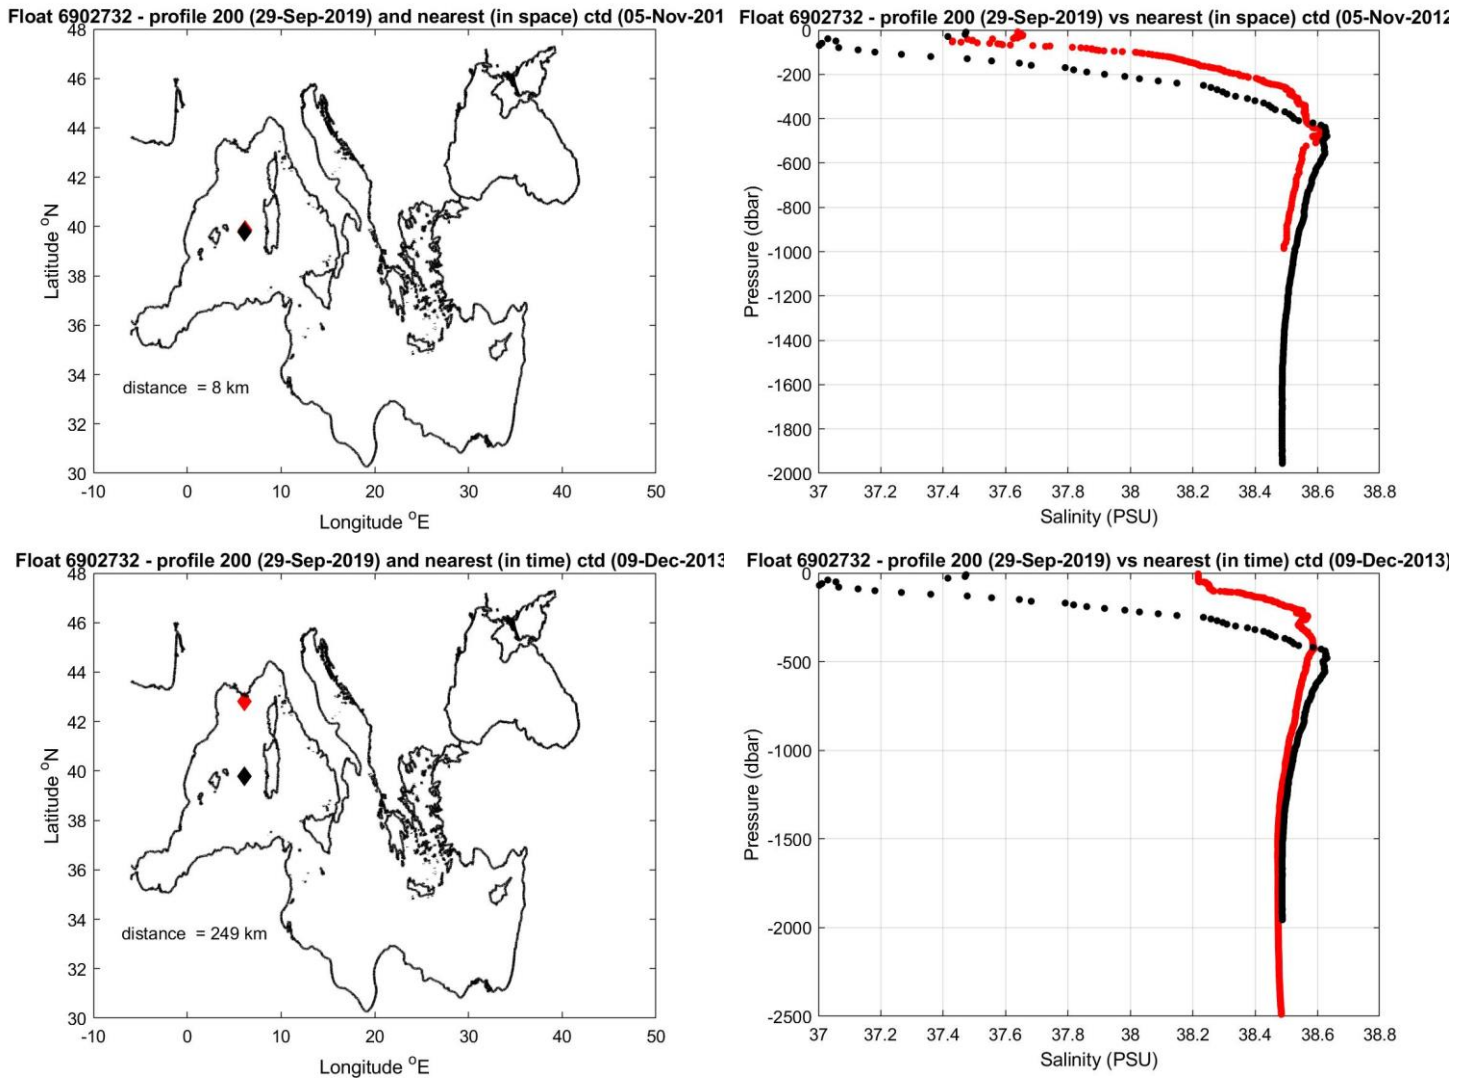 Float 6902732 - profile 200 (29-Sep-2019) and nearest (in space) ctd (05-Nov-201
48
46
44
42
40
38
36
34
32
30
Latitude °N
distance = 8 km
-10 0 10 20 30 40 50
Longitude °E
Float 6902732 - profile 200 (29-Sep-2019) vs nearest (in space) ctd (05-Nov-2012
0
-200
-400
-600
-800
-1000
-1200
-1400
-1600
-1800
-2000
Pressure (dbar)
37 37.2 37.4 37.6 37.8 38 38.2 38.4 38.6 38.8
Salinity (PSU)
Float 6902732 - profile 200 (29-Sep-2019) and nearest (in time) ctd (09-Dec-2013
48
46
44
42
40
38
36
34
32
30
Latitude °N
distance = 249 km
-10 0 10 20 30 40 50
Longitude °E
Float 6902732 - profile 200 (29-Sep-2019) vs nearest (in time) ctd (09-Dec-2013)
0
-500
-1000
-1500
-2000
-2500
Pressure (dbar)
37 37.2 37.4 37.6 37.8 38 38.2 38.4 38.6 38.8
Salinity (PSU)